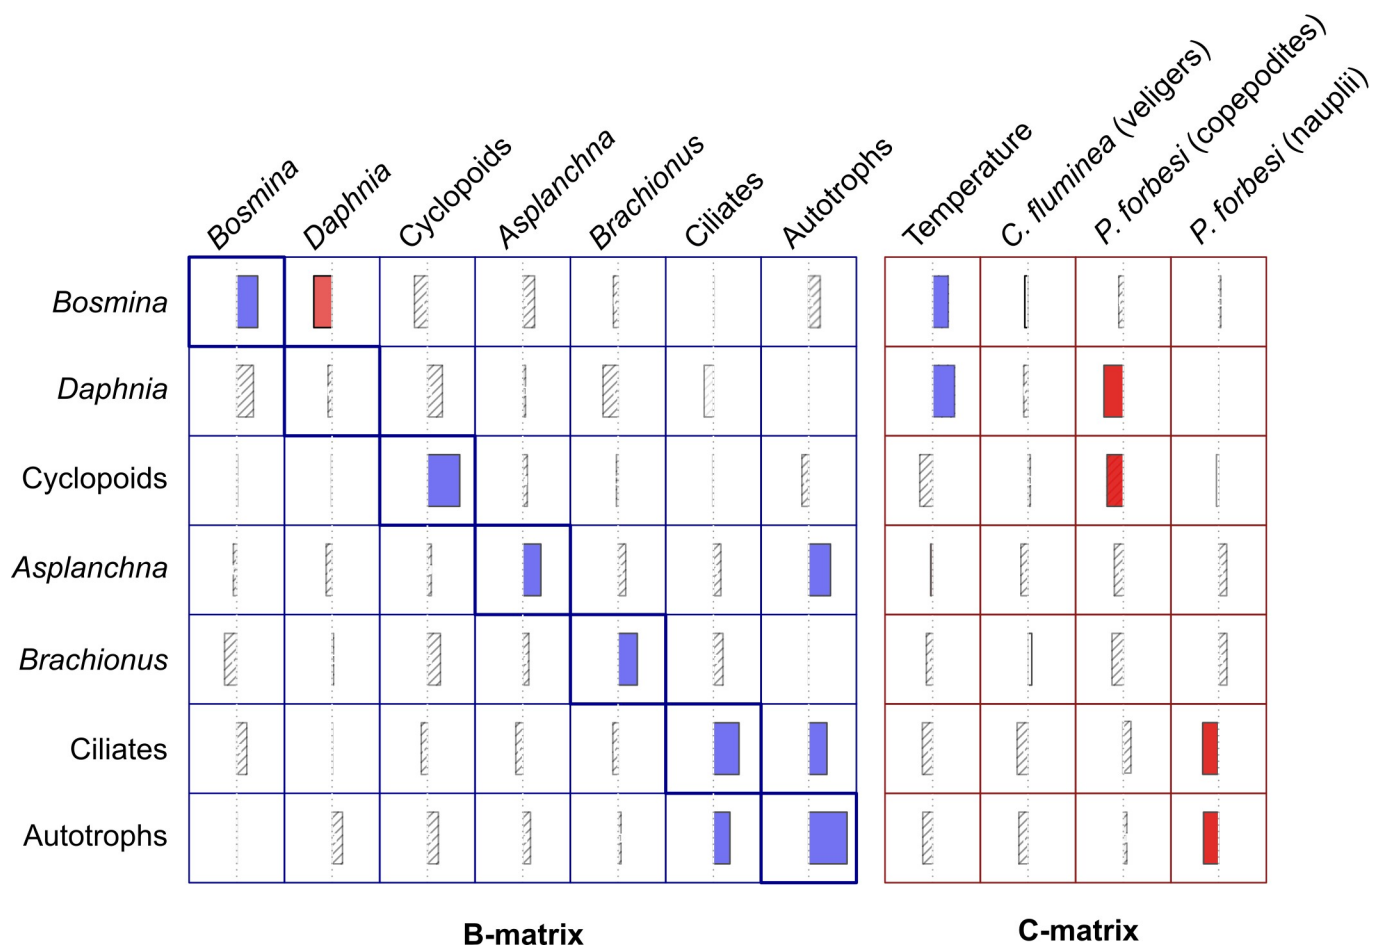 Bosmina
Daphnia
Cyclopoids
Asplanchna
Brachionus
Ciliates
Autotrophs
Temperature
C. fluminea (veligers)
P. forbesi (copepodites)
P. forbesi (nauplii)
Bosmina
Daphnia
Cyclopoids
Asplanchna
Brachionus
Ciliates
Autotrophs
B-matrix
C-matrix